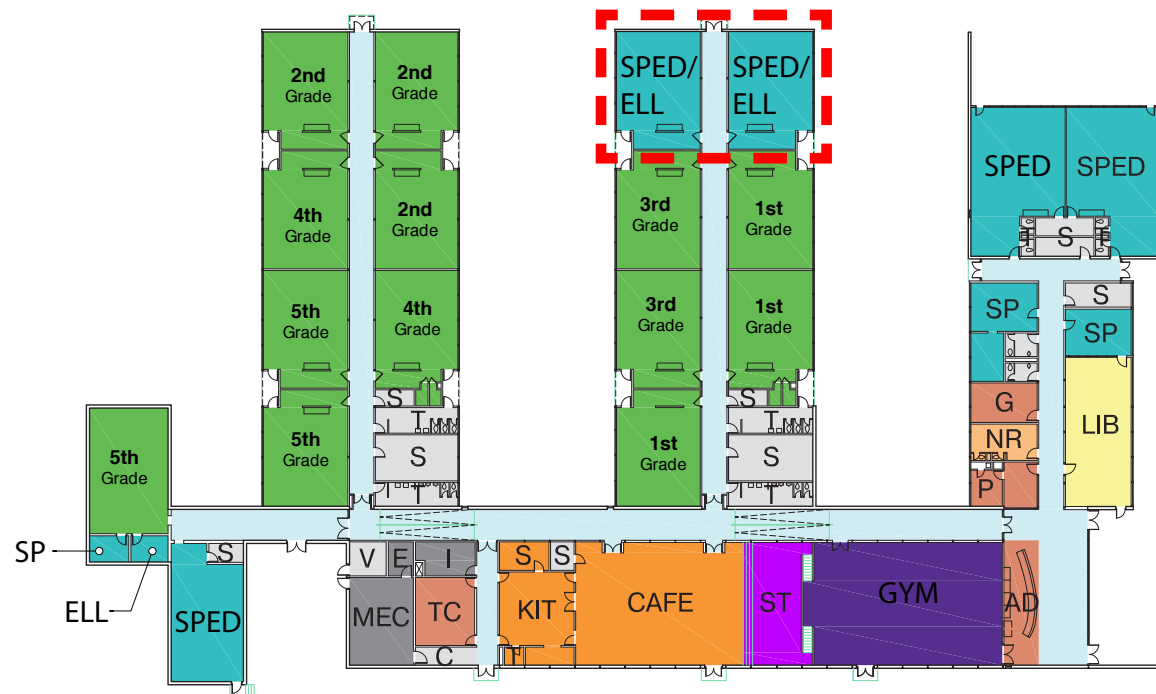 2nd
Grade
2nd
Grade
SPED/
ELL
SPED/
ELL
SPED
SPED
4th
Grade
2nd
Grade
3rd
Grade
1st
Grade
T
S
T
5th
Grade
4th
Grade
3rd
Grade
1st
Grade
SP
S
SP
S
S
G
LIB
5th
Grade
T
1st
Grade
T
NR
5th
Grade
S
S
P
T
T
SP
ELL
S
SPED
V
E
I
S
S
MEC
TC
KIT
CAFE
ST
GYM
AD
C
T